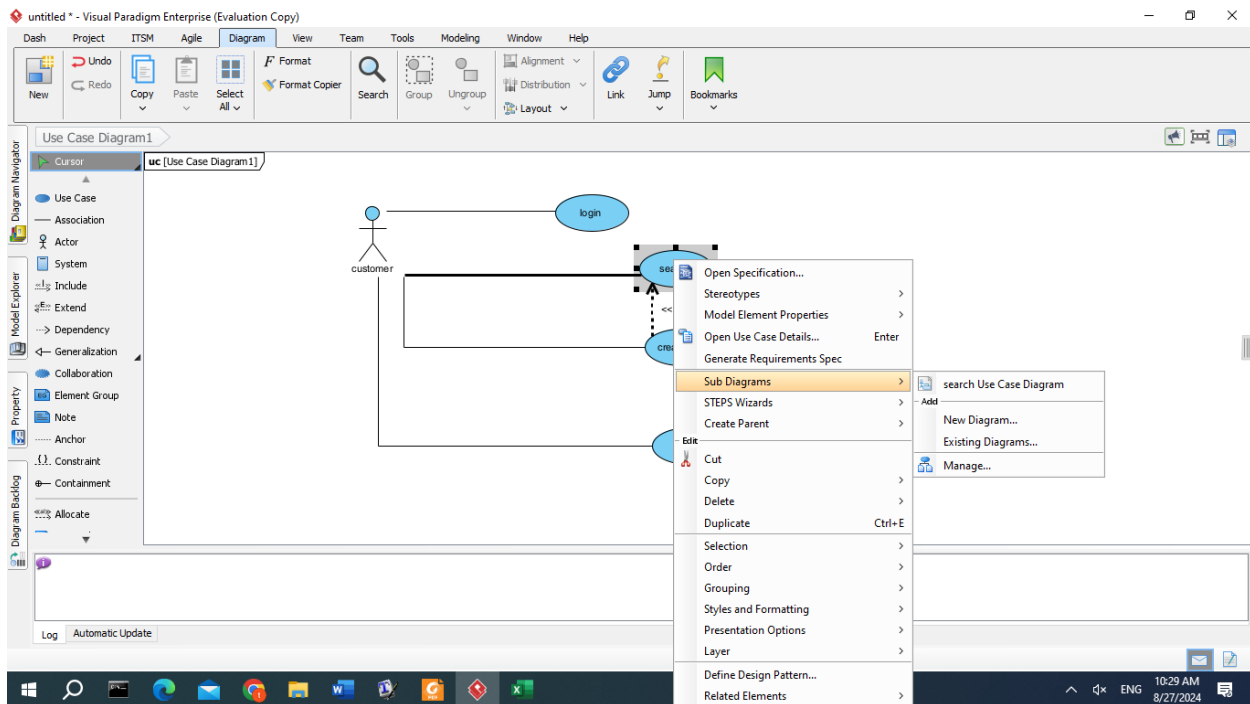 untitled * - Visual Paradigm Enterprise (Evaluation Copy)
Dash Project ITSM Agile Diagram View Team Tools Modeling Window Help
New
Undo
Redo
Copy
Paste
Select
All
F Format
Format Copier
Search
Group
Ungroup
Alignment
Distribution
Layout
Link
Jump
Bookmarks
Use Case Diagram1
Diagram Navigator
Model Explorer
Property
Diagram Backlog
Cursor
Use Case
Association
Actor
System
Include
Extend
Dependency
Generalization
Collaboration
Element Group
Note
Anchor
Constraint
Containment
Allocate
uc [Use Case Diagram1]
login
customer
sea
<<
crea
Open Specification...
Stereotypes
Model Element Properties
Open Use Case Details... Enter
Generate Requirements Spec
Sub Diagrams
STEPS Wizards
Create Parent
Edit
Cut
Copy
Delete
Duplicate Ctrl+E
Selection
Order
Grouping
Styles and Formatting
Presentation Options
Layer
Define Design Pattern...
Related Elements
search Use Case Diagram
Add
New Diagram...
Existing Diagrams...
Manage...
Log Automatic Update
ENG
10:29 AM
8/27/2024